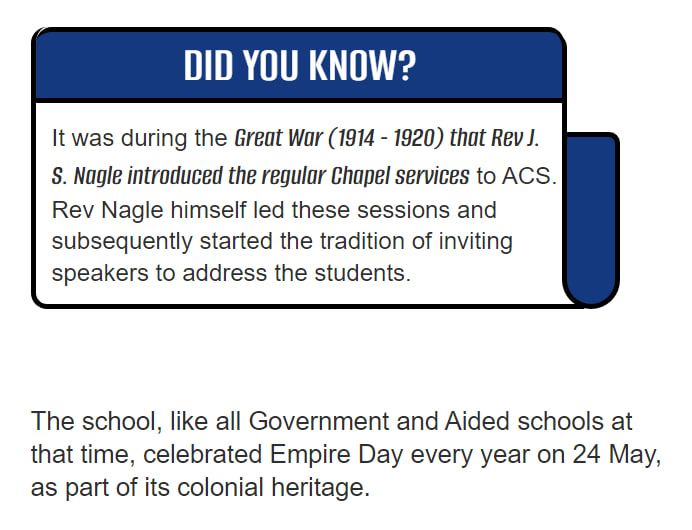 DID YOU KNOW?
It was during the Great War (1914 - 1920) that Rev J.
S. Nagle introduced the regular Chapel services to ACS.
Rev Nagle himself led these sessions and
subsequently started the tradition of inviting
speakers to address the students.
The school, like all Government and Aided schools at
that time, celebrated Empire Day every year on 24 May,
as part of its colonial heritage.